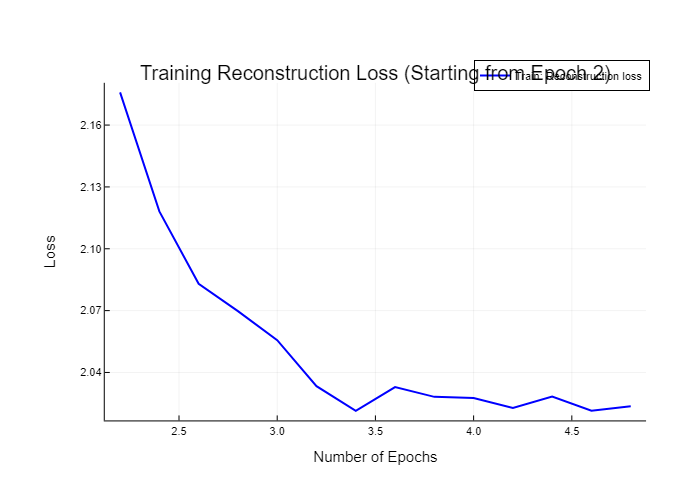 Training Reconstruction Loss (Starting from Epoch 2)
Train: Reconstruction loss
2.16
2.13
2.10
2.07
2.04
Loss
2.5 3.0 3.5 4.0 4.5
Number of Epochs